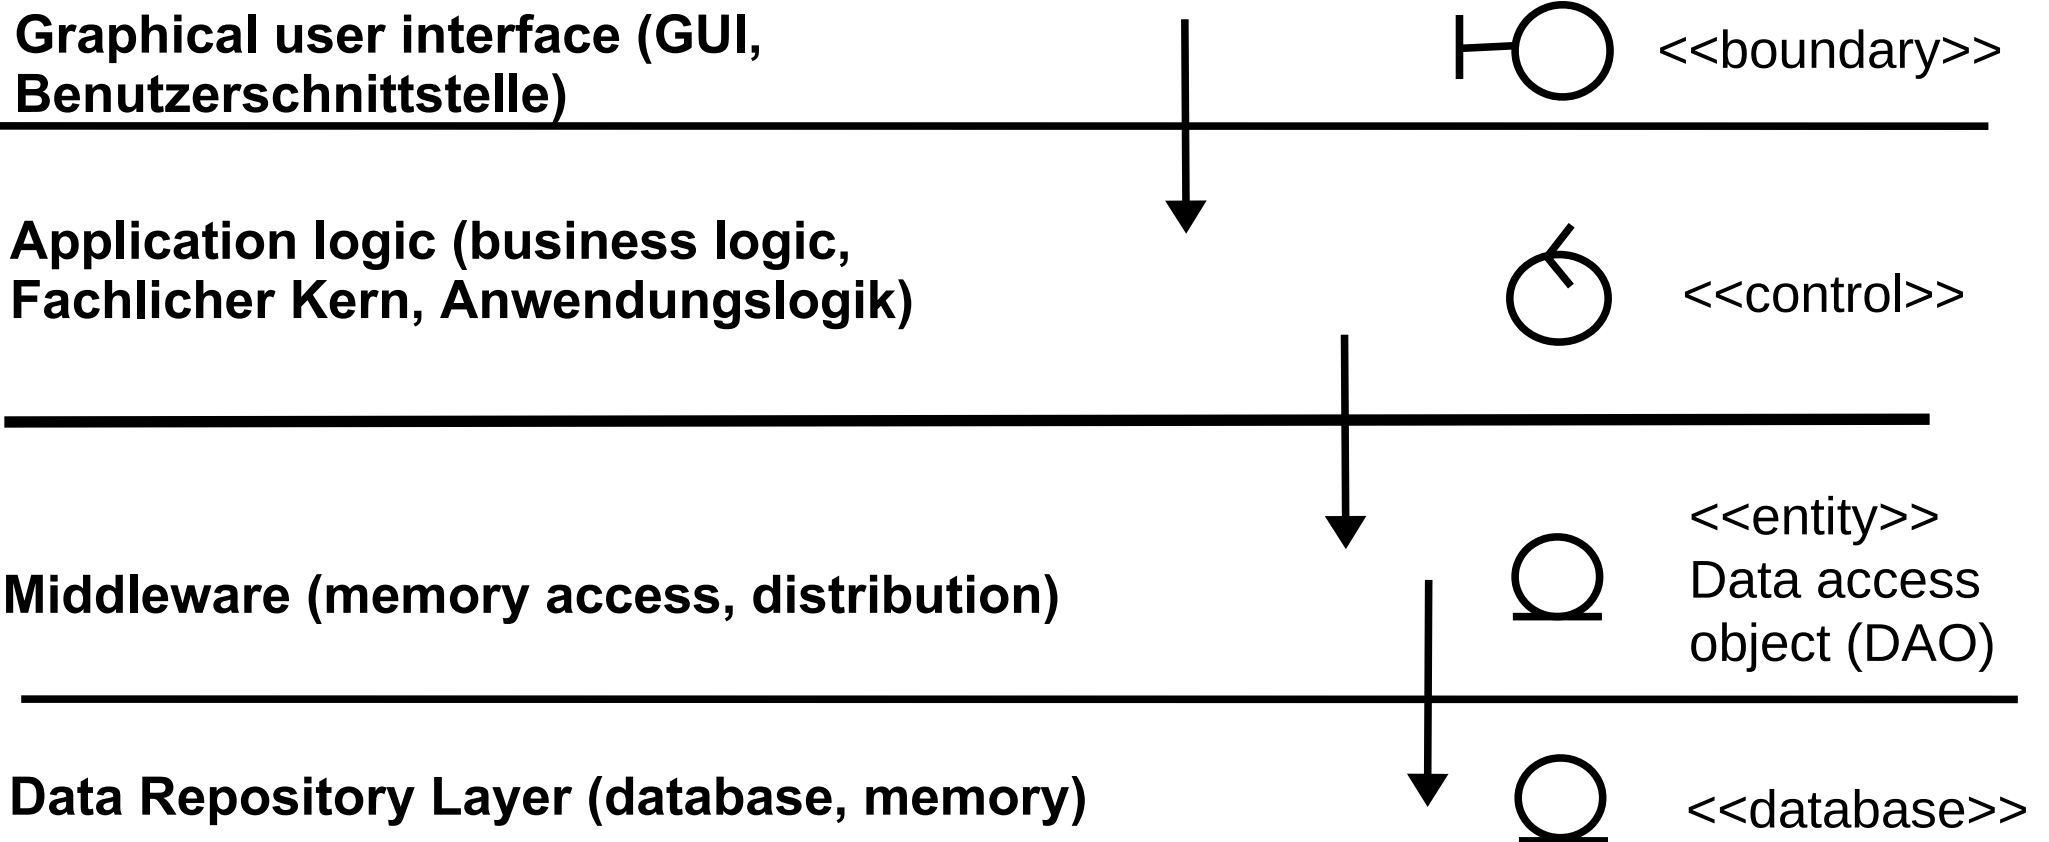 Graphical user interface (GUI,
Benutzerschnittstelle)
<<boundary>>
Application logic (business logic,
Fachlicher Kern, Anwendungslogik)
<<control>>
Middleware (memory access, distribution)
<<entity>>
Data access
object (DAO)
Data Repository Layer (database, memory)
<<database>>